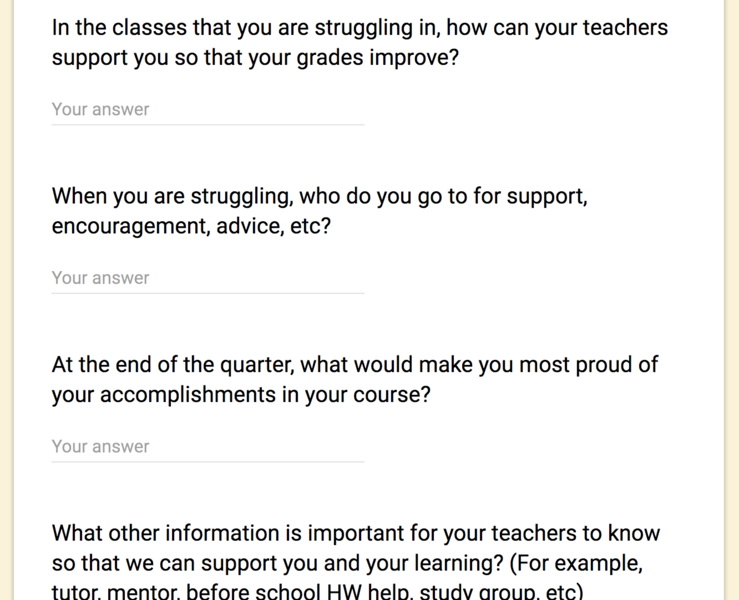 In the classes that you are struggling in, how can your teachers
support you so that your grades improve?
Your answer
When you are struggling, who do you go to for support,
encouragement, advice, etc?
Your answer
At the end of the quarter, what would make you most proud of
your accomplishments in your course?
Your answer
What other information is important for your teachers to know
so that we can support you and your learning? (For example,
tutor, mentor, before school HW help, study group, etc)